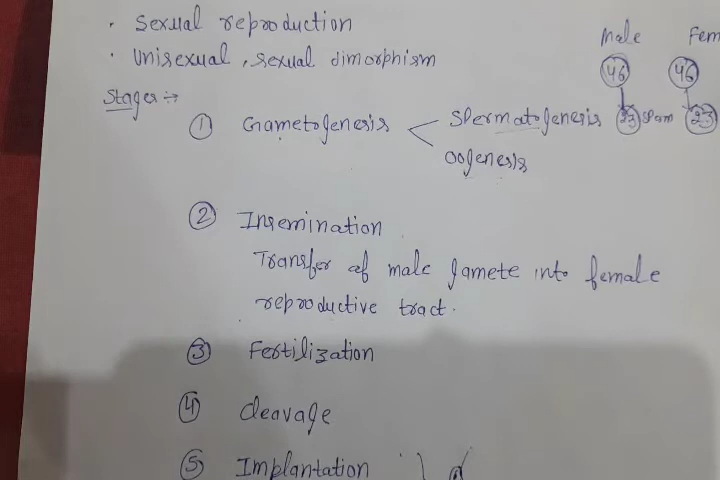 • Sexual reproduction
• Unisexual, sexual dimorphism
Male Fem
46 46
Stages :→
① Gametogenesis < Spermatogenesis 23 spam 23
Oogenesis
② Insemination
Transfer of male gamete into female
reproductive tract.
③ Fertilization
④ cleavage
⑤ Implantation